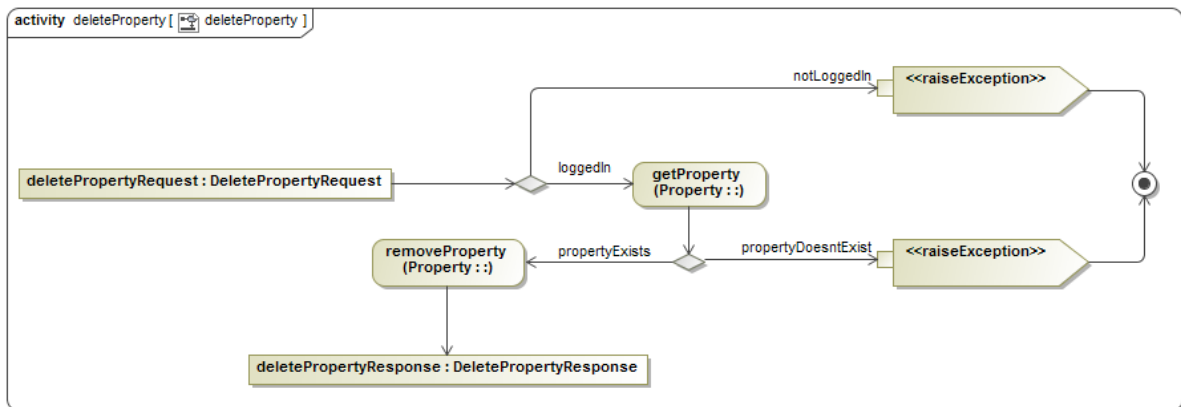 activity deleteProperty [ deleteProperty ]
notLoggedIn
<<raiseException>>
deletePropertyRequest : DeletePropertyRequest
loggedIn
getProperty
(Property : :)
removeProperty
(Property : :)
propertyExists
propertyDoesntExist
<<raiseException>>
deletePropertyResponse : DeletePropertyResponse